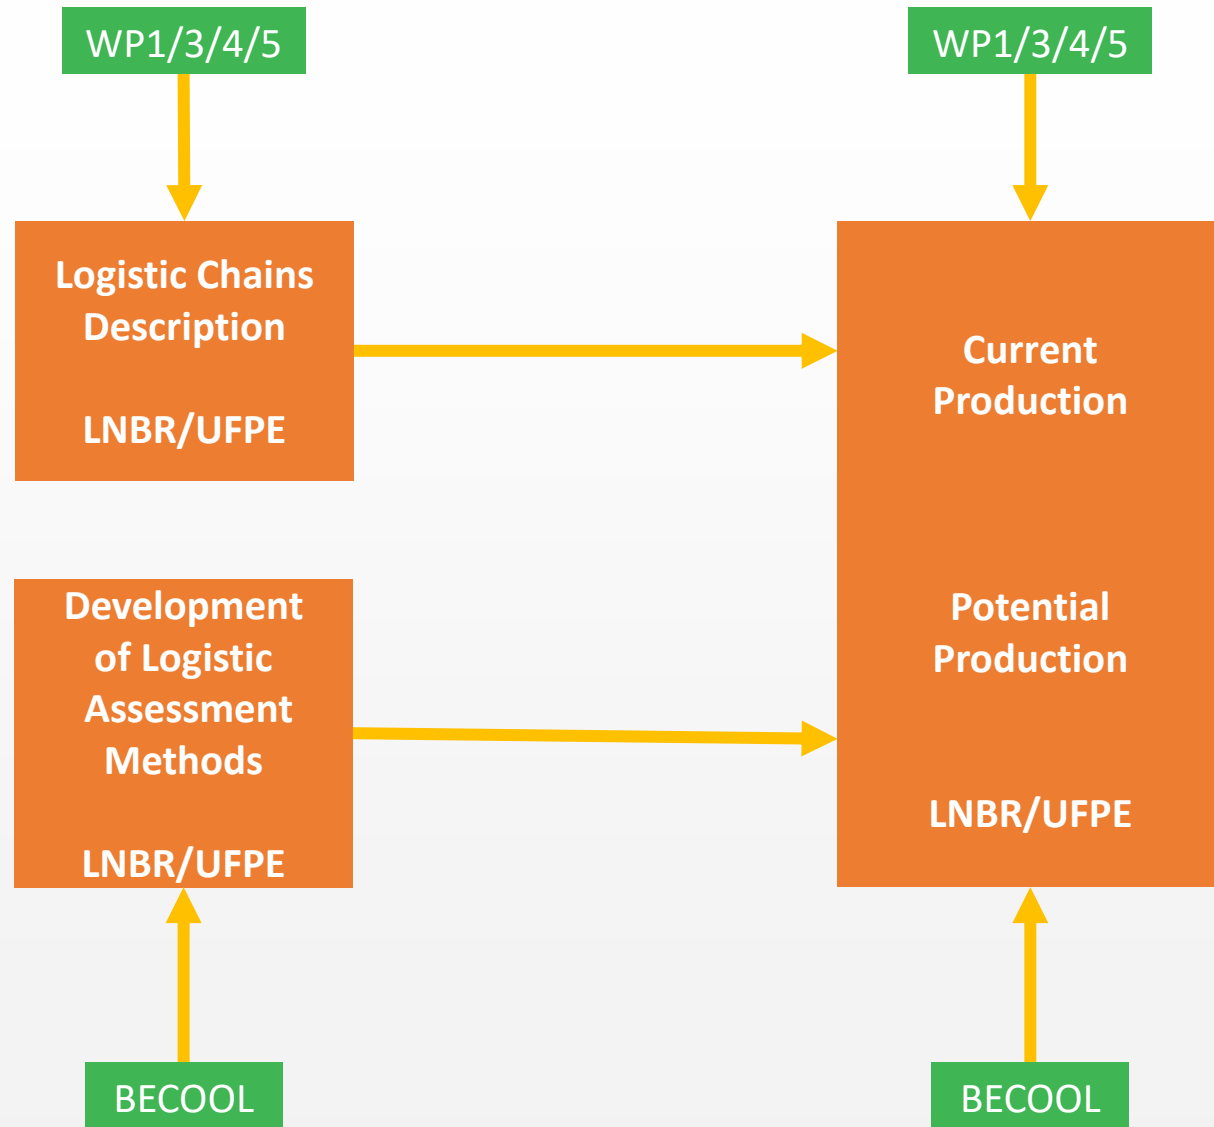 WP1/3/4/5
WP1/3/4/5
Logistic Chains
Description
LNBR/UFPE
Development
of Logistic
Assessment
Methods
LNBR/UFPE
Current
Production
Potential
Production
LNBR/UFPE
BECOOL
BECOOL